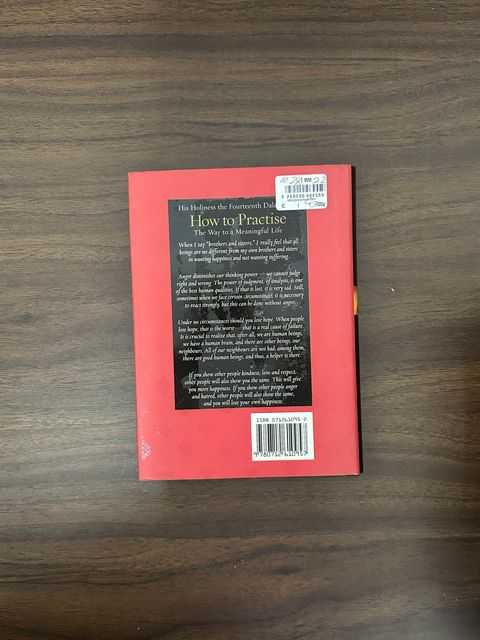 RM
0 250200 066559
His Holiness the Fourteenth Dala
How to Practise
The Way to a Meaningful Life
When I say "brothers and sisters," I really feel that all
beings are no different from my own brothers and sisters
in wanting happiness and not wanting suffering.
Anger diminishes our thinking power — we cannot judge
right and wrong. The power of judgment, of analysis, is one
of the best human qualities. If that is lost, it is very sad. Still,
sometimes when we face certain circumstances, it is necessary
to react strongly, but this can be done without anger.
Under no circumstances should you lose hope. When people
lose hope, that is the worst — that is a real cause of failure.
It is crucial to realise that, after all, we are human beings,
we have a human brain, and there are other beings, our
neighbours. All of our neighbours are not bad; among them,
there are good human beings, and thus, a helper is there.
If you show other people kindness, love and respect,
other people will also show you the same. This will give
you more happiness. If you show other people anger
and hatred, other people will also show the same,
and you will lose your own happiness.
ISBN 0712610952
9 780712 610957